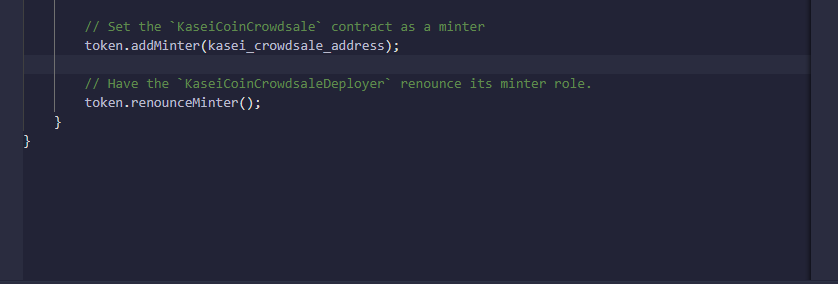 // Set the `KaseiCoinCrowdsale` contract as a minter
token.addMinter(kasei_crowdsale_address);
// Have the `KaseiCoinCrowdsaleDeployer` renounce its minter role.
token.renounceMinter();
}
}